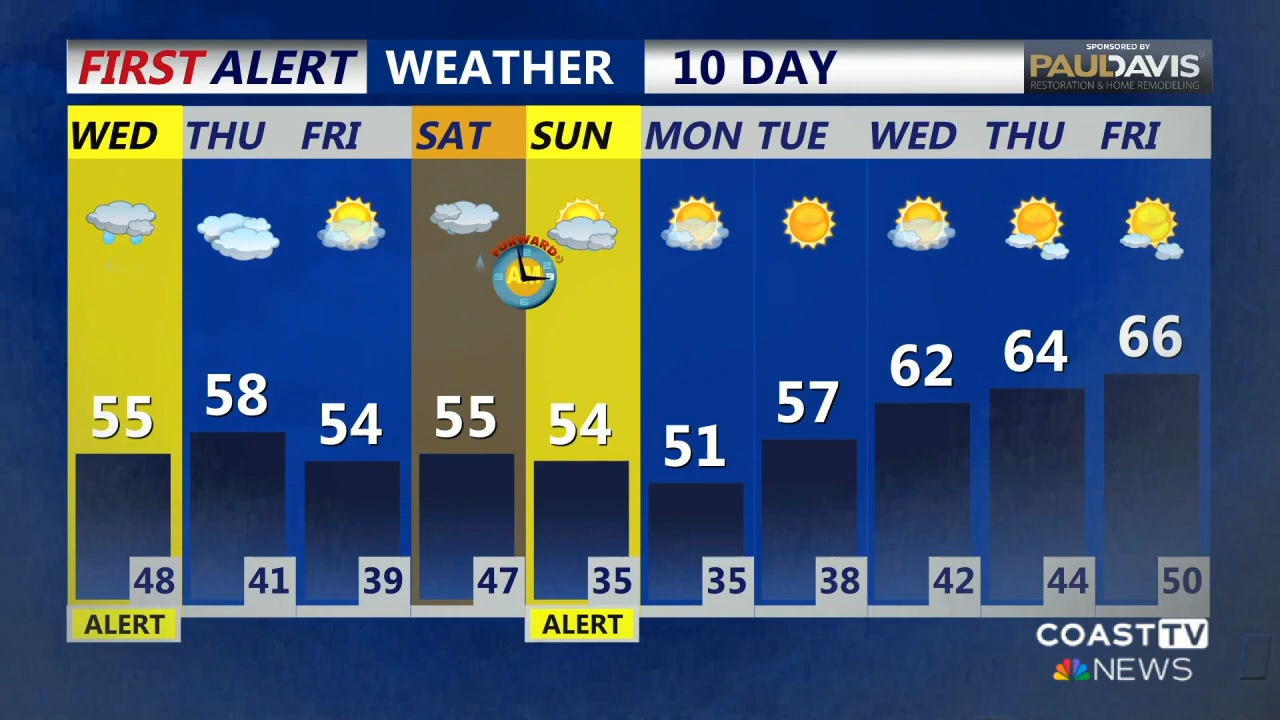 FIRST ALERT WEATHER 10 DAY
SPONSORED BY
PAUL DAVIS
RESTORATION & HOME REMODELING
WED THU FRI SAT SUN MON TUE WED THU FRI
FORWARD
AM
6
55 58 54 55 54 51 57 62 64 66
48 41 39 47 35 35 38 42 44 50
ALERT ALERT
COAST TV
NEWS